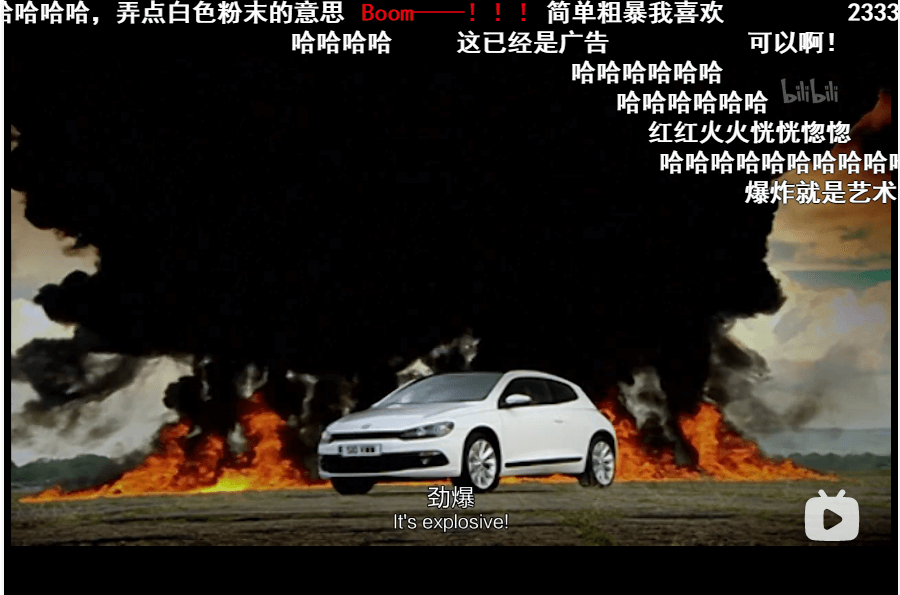 哈哈哈哈，弄点白色粉末的意思 Boom——！！！ 简单粗暴我喜欢 2333
哈哈哈哈 这已经是广告 可以啊！
哈哈哈哈哈哈
bilibili
哈哈哈哈哈哈
红红火火恍恍惚惚
哈哈哈哈哈哈哈哈哈
爆炸就是艺术
劲爆
It's explosive!